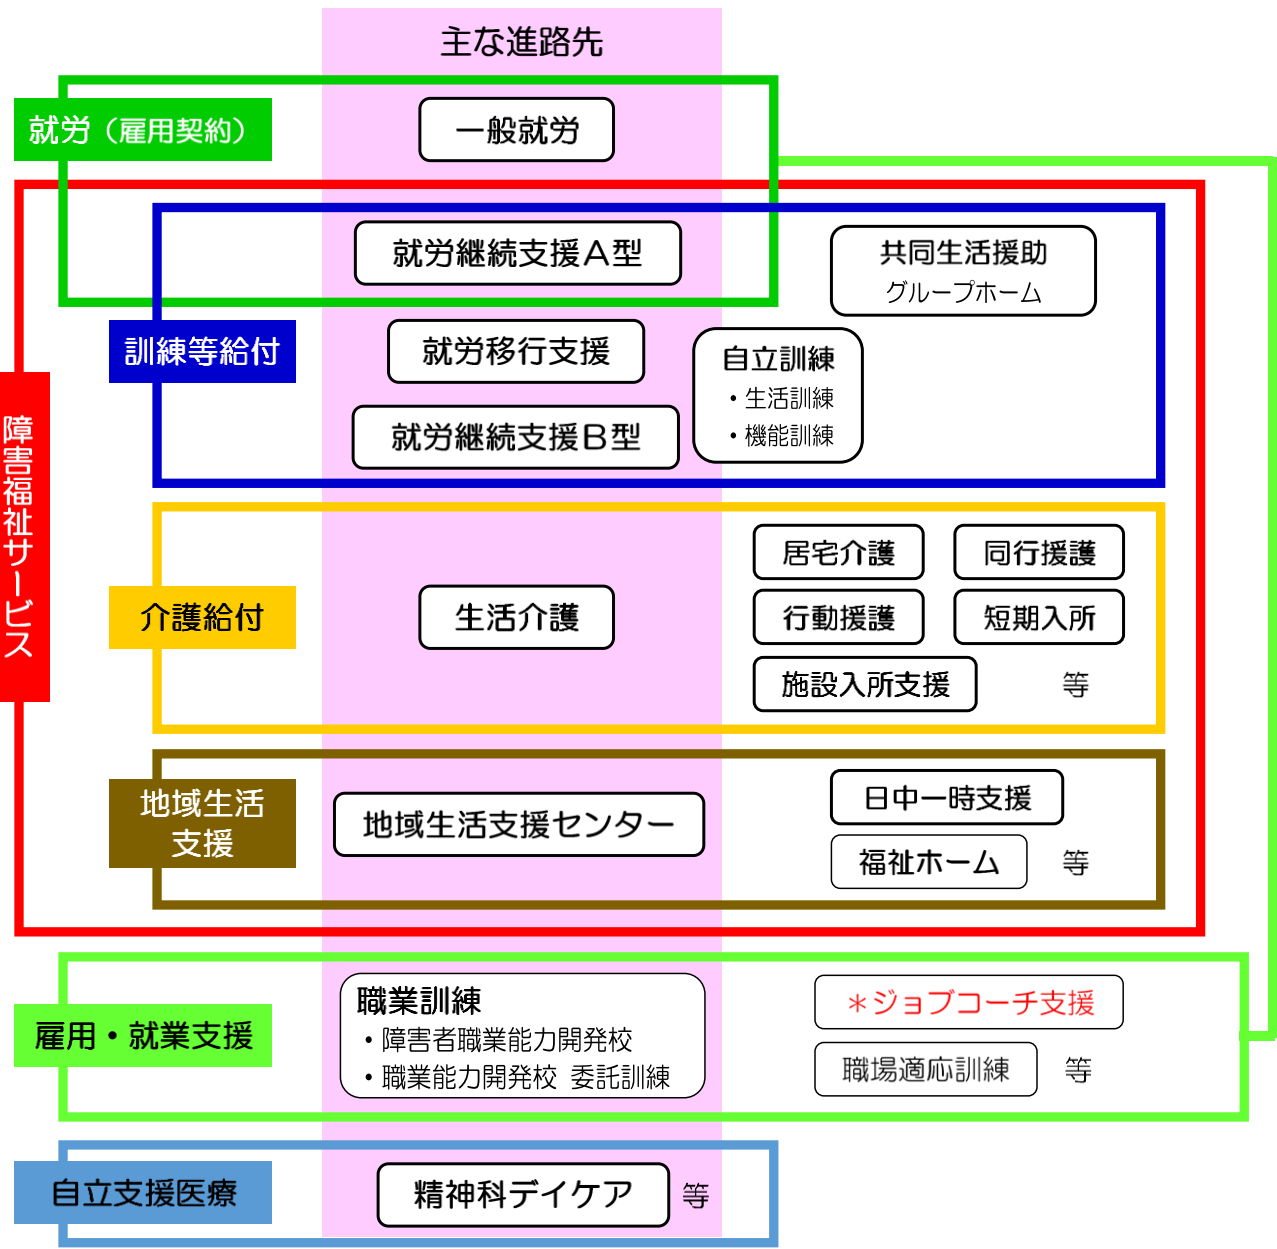 主な進路先
就労（雇用契約）
一般就労
就労継続支援A型
共同生活援助
グループホーム
訓練等給付
就労移行支援
自立訓練
・生活訓練
・機能訓練
就労継続支援B型
障害福祉サービス
介護給付
生活介護
居宅介護
同行援護
行動援護
短期入所
施設入所支援
等
地域生活
支援
地域生活支援センター
日中一時支援
福祉ホーム
等
雇用・就業支援
職業訓練
・障害者職業能力開発校
・職業能力開発校 委託訓練
＊ジョブコーチ支援
職場適応訓練
等
自立支援医療
精神科デイケア
等